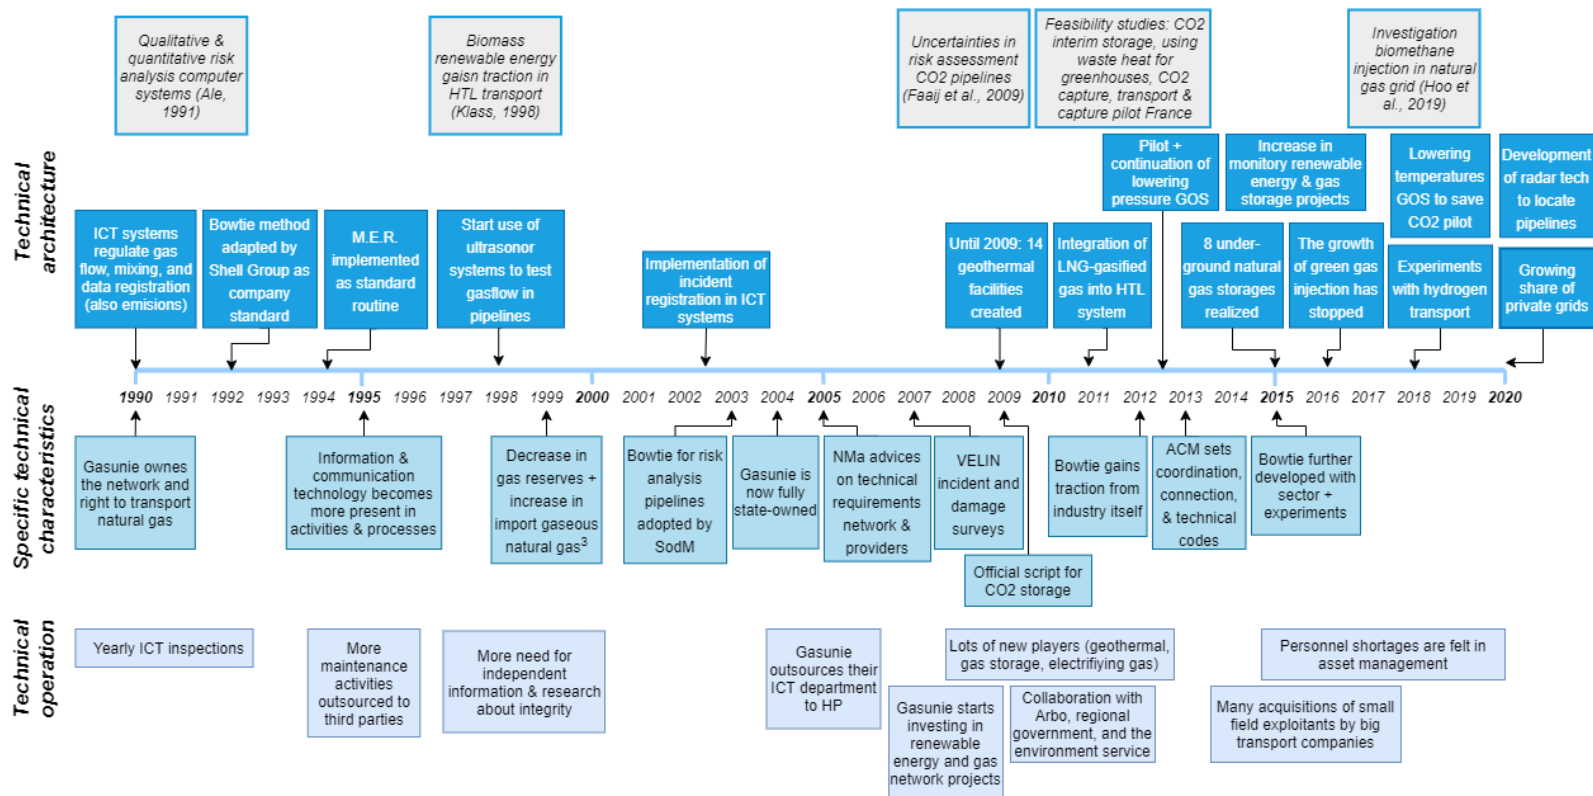 Qualitative &
quantitative risk
analysis computer
systems (Ale,
1991)
Biomass
renewable energy
gaisn traction in
HTL transport
(Klass, 1998)
Uncertainties in
risk assessment
CO2 pipelines
(Faaij et al., 2009)
Feasibility studies: CO2
interim storage, using
waste heat for
greenhouses, CO2
capture, transport &
capture pilot France
Investigation
biomethane
injection in natural
gas grid (Hoo et
al., 2019)
Technical
architecture
ICT systems
regulate gas
flow, mixing, and
data registration
(also emissions)
Bowtie method
adapted by
Shell Group as
company
standard
M.E.R.
implemented
as standard
routine
Start use of
ultrasonor
systems to test
gasflow in
pipelines
Implementation of
incident
registration in ICT
systems
Until 2009: 14
geothermal
facilities
created
Integration of
LNG-gasified
gas into HTL
system
Pilot +
continuation of
lowering
pressure GOS
Increase in
monitory renewable
energy & gas
storage projects
8 under-
ground natural
gas storages
realized
The growth
of green gas
injection has
stopped
Lowering
temperatures
GOS to save
CO2 pilot
Experiments
with hydrogen
transport
Development
of radar tech
to locate
pipelines
Growing
share of
private grids
1990 1991 1992 1993 1994 1995 1996 1997 1998 1999 2000 2001 2002 2003 2004 2005 2006 2007 2008 2009 2010 2011 2012 2013 2014 2015 2016 2017 2018 2019 2020
Specific technical
characteristics
Gasunie owns
the network and
right to transport
natural gas
Information &
communication
technology becomes
more present in
activities & processes
Decrease in
gas reserves +
increase in
import gaseous
natural gas3
Bowtie for risk
analysis
pipelines
adopted by
SodM
Gasunie is
now fully
state-owned
NMa advices
on technical
requirements
network &
providers
VELIN
incident and
damage
surveys
Official script for
CO2 storage
Bowtie gains
traction from
industry itself
ACM sets
coordination,
connection,
& technical
codes
Bowtie further
developed with
sector +
experiments
Technical
operation
Yearly ICT inspections
More
maintenance
activities
outsourced to
third parties
More need for
independent
information & research
about integrity
Gasunie
outsources their
ICT department
to HP
Gasunie starts
investing in
renewable
energy and gas
network projects
Lots of new players (geothermal,
gas storage, electrifiying gas)
Collaboration with
Arbo, regional
government, and the
environment service
Personnel shortages are felt in
asset management
Many acquisitions of small
field exploitants by big
transport companies